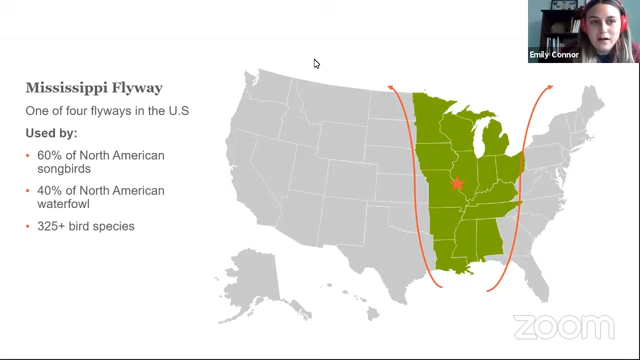 Emily Connor
Mississippi Flyway
One of four flyways in the U.S
Used by:
• 60% of North American
songbirds
• 40% of North American
waterfowl
• 325+ bird species
zoom